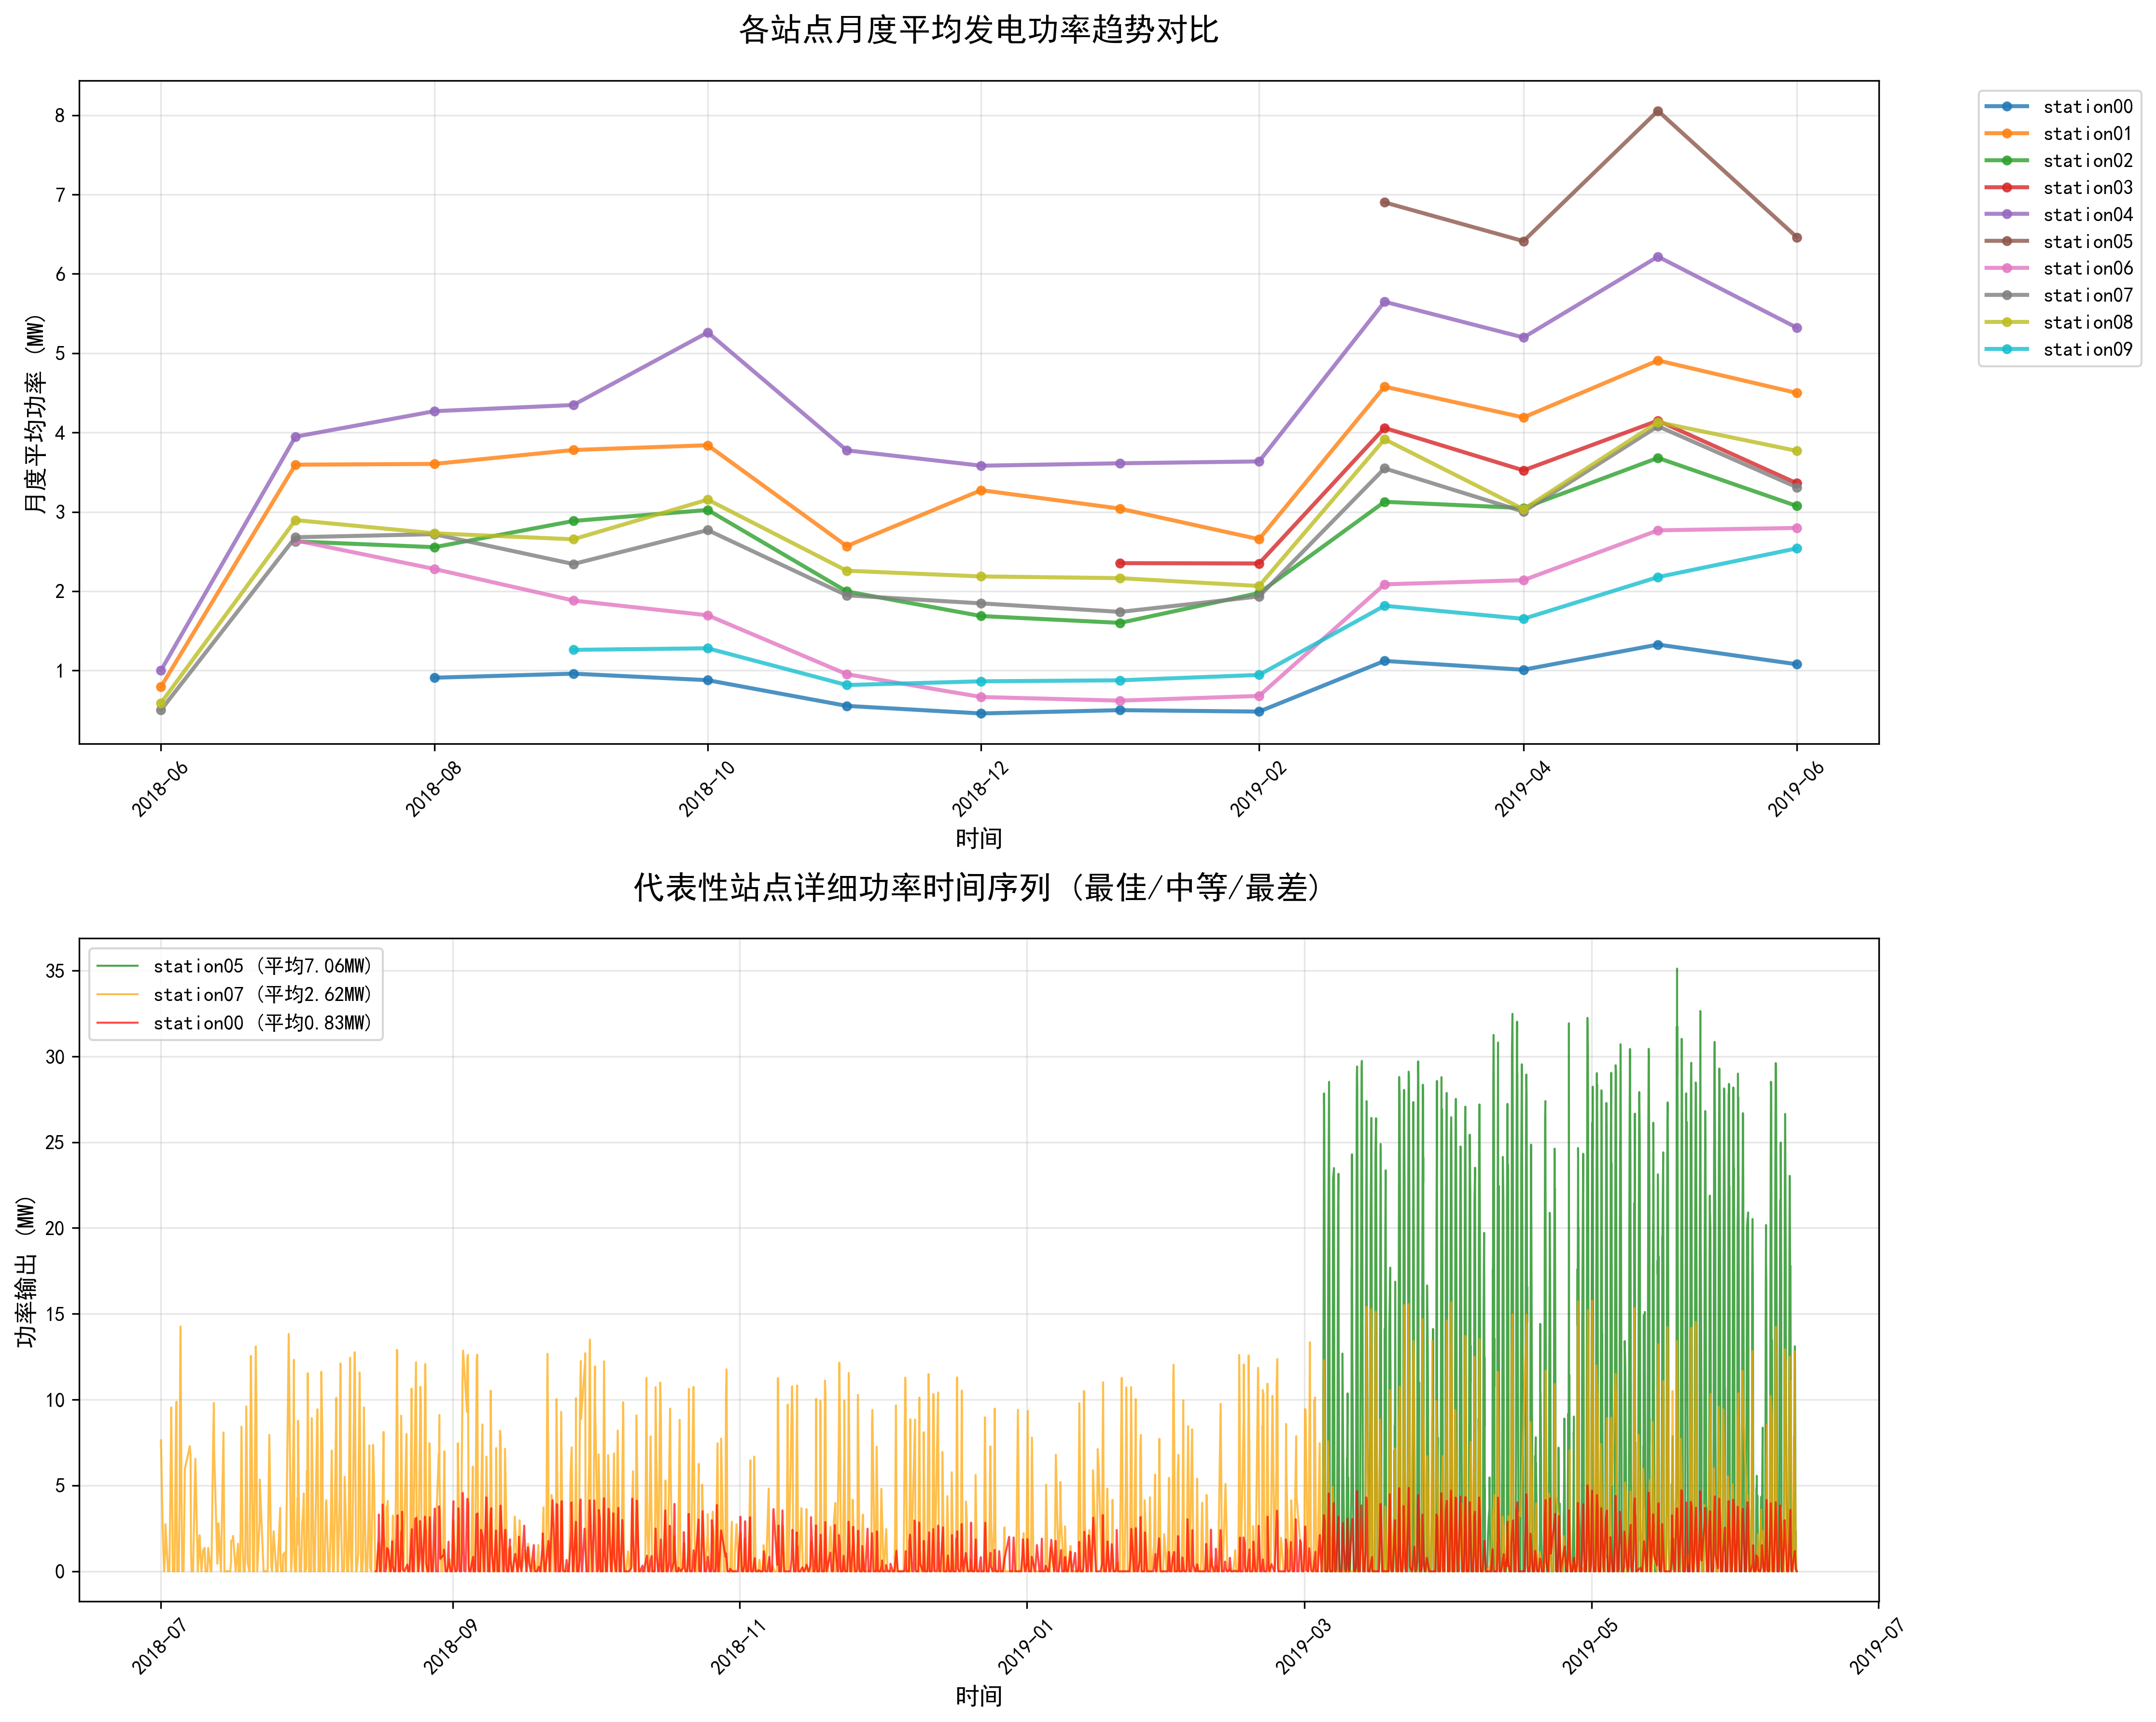 各站点月度平均发电功率趋势对比
月度平均功率 (MW)
8
7
6
5
4
3
2
1
2018-06
2018-08
2018-10
2018-12
2019-02
2019-04
2019-06
时间
station00
station01
station02
station03
station04
station05
station06
station07
station08
station09
代表性站点详细功率时间序列 (最佳/中等/最差)
功率输出 (MW)
35
30
25
20
15
10
5
0
station05 (平均7.06MW)
station07 (平均2.62MW)
station00 (平均0.83MW)
2018-07
2018-09
2018-11
2019-01
2019-03
2019-05
2019-07
时间